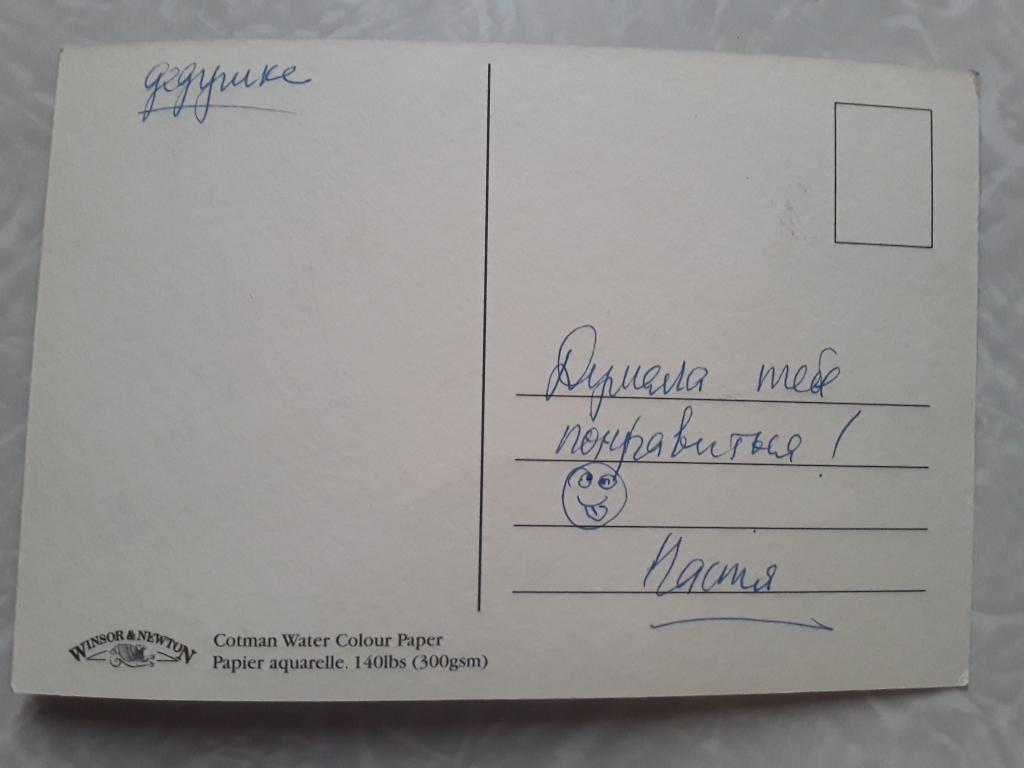 дедушке
Думала тебе
понравиться!
Настя
WINSOR & NEWTON
Cotman Water Colour Paper
Papier aquarelle. 140lbs (300gsm)